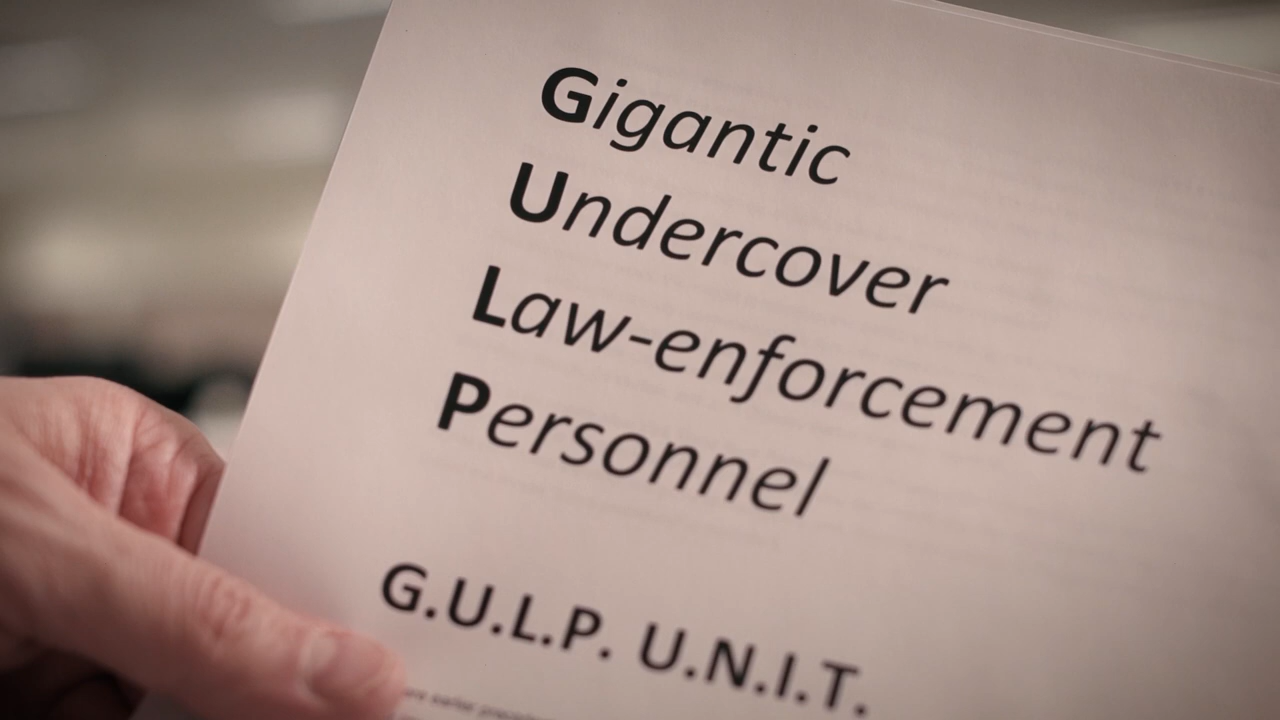 Gigantic
Undercover
Law-enforcement
Personnel
G.U.L.P. U.N.I.T.